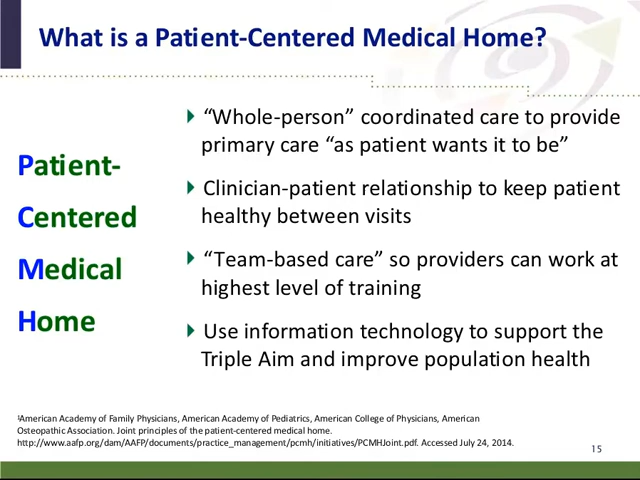 What is a Patient-Centered Medical Home?
Patient-
Centered
Medical
Home
“Whole-person” coordinated care to provide
primary care “as patient wants it to be”
Clinician-patient relationship to keep patient
healthy between visits
“Team-based care” so providers can work at
highest level of training
Use information technology to support the
Triple Aim and improve population health
¹American Academy of Family Physicians, American Academy of Pediatrics, American College of Physicians, American
Osteopathic Association. Joint principles of the patient-centered medical home.
http://www.aafp.org/dam/AAFP/documents/practice_management/pcmh/initiatives/PCMHJoint.pdf. Accessed July 24, 2014.
15